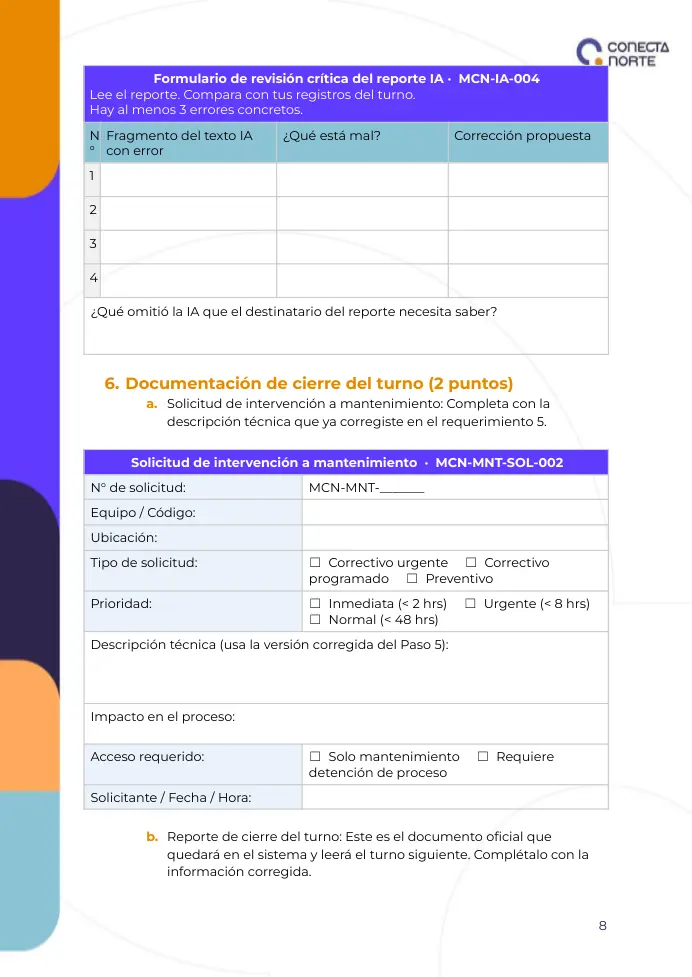 CONECTA
NORTE
Formulario de revisión crítica del reporte IA · MCN-IA-004
Lee el reporte. Compara con tus registros del turno.
Hay al menos 3 errores concretos.
N° Fragmento del texto IA con error ¿Qué está mal? Corrección propuesta
1
2
3
4
¿Qué omitió la IA que el destinatario del reporte necesita saber?
6. Documentación de cierre del turno (2 puntos)
a. Solicitud de intervención a mantenimiento: Completa con la
descripción técnica que ya corregiste en el requerimiento 5.
Solicitud de intervención a mantenimiento · MCN-MNT-SOL-002
N° de solicitud: MCN-MNT-_______
Equipo / Código:
Ubicación:
Tipo de solicitud: ☐ Correctivo urgente ☐ Correctivo
programado ☐ Preventivo
Prioridad: ☐ Inmediata (< 2 hrs) ☐ Urgente (< 8 hrs)
☐ Normal (< 48 hrs)
Descripción técnica (usa la versión corregida del Paso 5):
Impacto en el proceso:
Acceso requerido: ☐ Solo mantenimiento ☐ Requiere
detención de proceso
Solicitante / Fecha / Hora:
b. Reporte de cierre del turno: Este es el documento oficial que
quedará en el sistema y leerá el turno siguiente. Complétalo con la
información corregida.
8